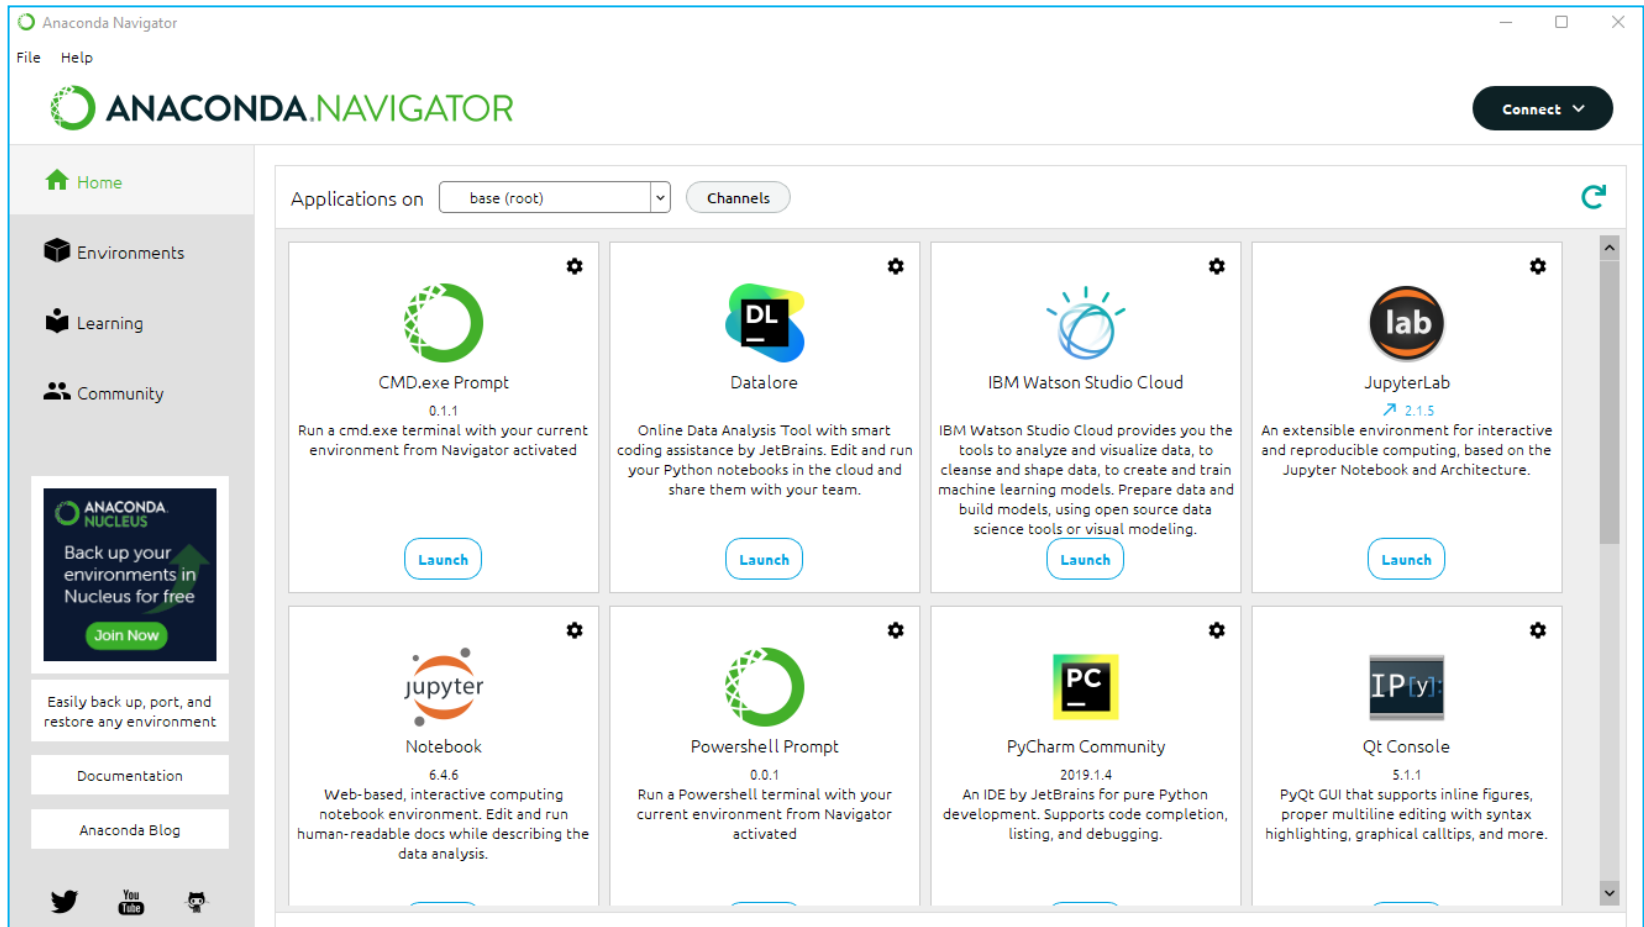 Anaconda Navigator
File Help
ANACONDA.NAVIGATOR
Connect
Home
Environments
Learning
Community
ANACONDA.
NUCLEUS
Back up your
environments in
Nucleus for free
Join Now
Easily back up, port, and
restore any environment
Documentation
Anaconda Blog
You
Tube
Applications on base (root) Channels
CMD.exe Prompt
0.1.1
Run a cmd.exe terminal with your current
environment from Navigator activated
Launch
DL
Datalore
Online Data Analysis Tool with smart
coding assistance by JetBrains. Edit and run
your Python notebooks in the cloud and
share them with your team.
Launch
IBM Watson Studio Cloud
IBM Watson Studio Cloud provides you the
tools to analyze and visualize data, to
cleanse and shape data, to create and train
machine learning models. Prepare data and
build models, using open source data
science tools or visual modeling.
Launch
lab
JupyterLab
2.1.5
An extensible environment for interactive
and reproducible computing, based on the
Jupyter Notebook and Architecture.
Launch
jupyter
Notebook
6.4.6
Web-based, interactive computing
notebook environment. Edit and run
human-readable docs while describing the
data analysis.
Powershell Prompt
0.0.1
Run a Powershell terminal with your
current environment from Navigator
activated
PC
PyCharm Community
2019.1.4
An IDE by JetBrains for pure Python
development. Supports code completion,
listing, and debugging.
IP[y]:
Qt Console
5.1.1
PyQt GUI that supports inline figures,
proper multiline editing with syntax
highlighting, graphical calltips, and more.